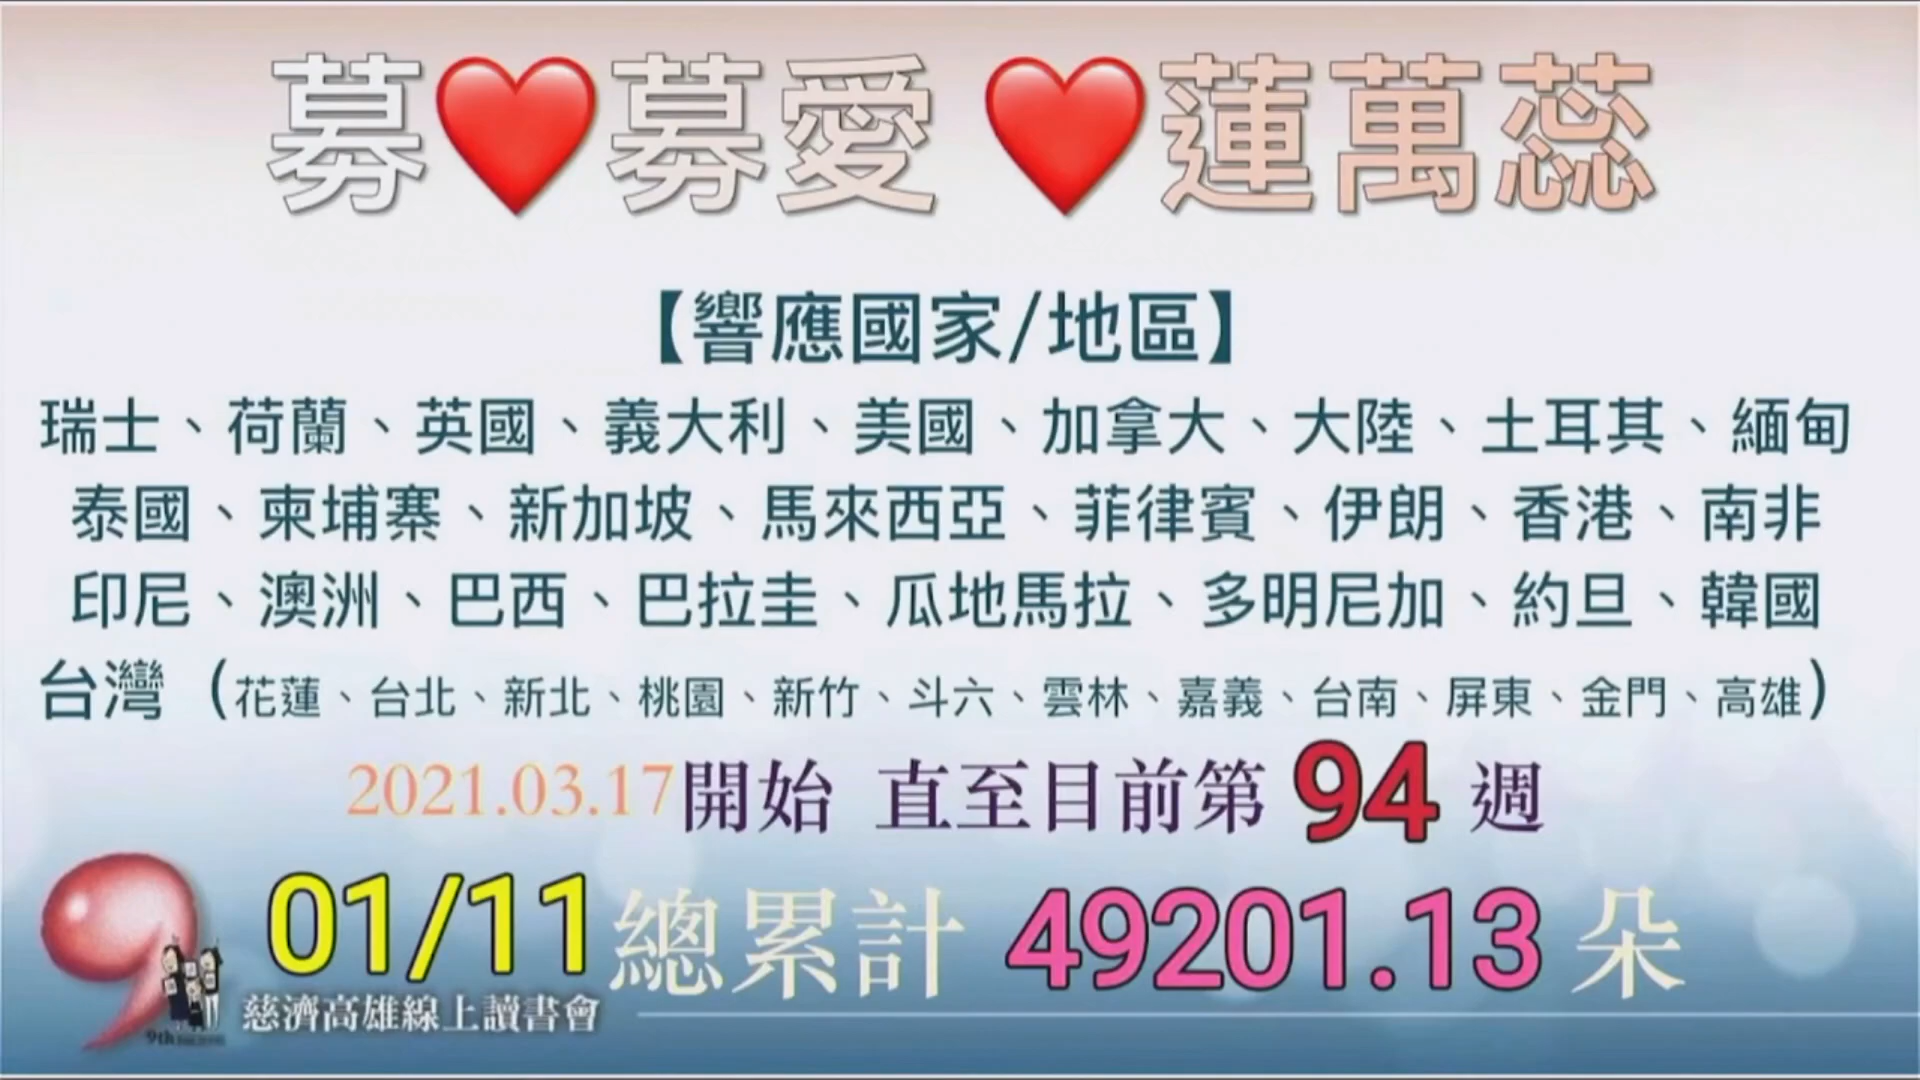 募❤️募愛 ❤️蓮萬蕊
【響應國家/地區】
瑞士、荷蘭、英國、義大利、美國、加拿大、大陸、土耳其、緬甸
泰國、柬埔寨、新加坡、馬來西亞、菲律賓、伊朗、香港、南非
印尼、澳洲、巴西、巴拉圭、瓜地馬拉、多明尼加、約旦、韓國
台灣（花蓮、台北、新北、桃園、新竹、斗六、雲林、嘉義、台南、屏東、金門、高雄）
2021.03.17開始 直至目前第 94 週
01/11 總累計 49201.13 朵
慈濟高雄線上讀書會
9th